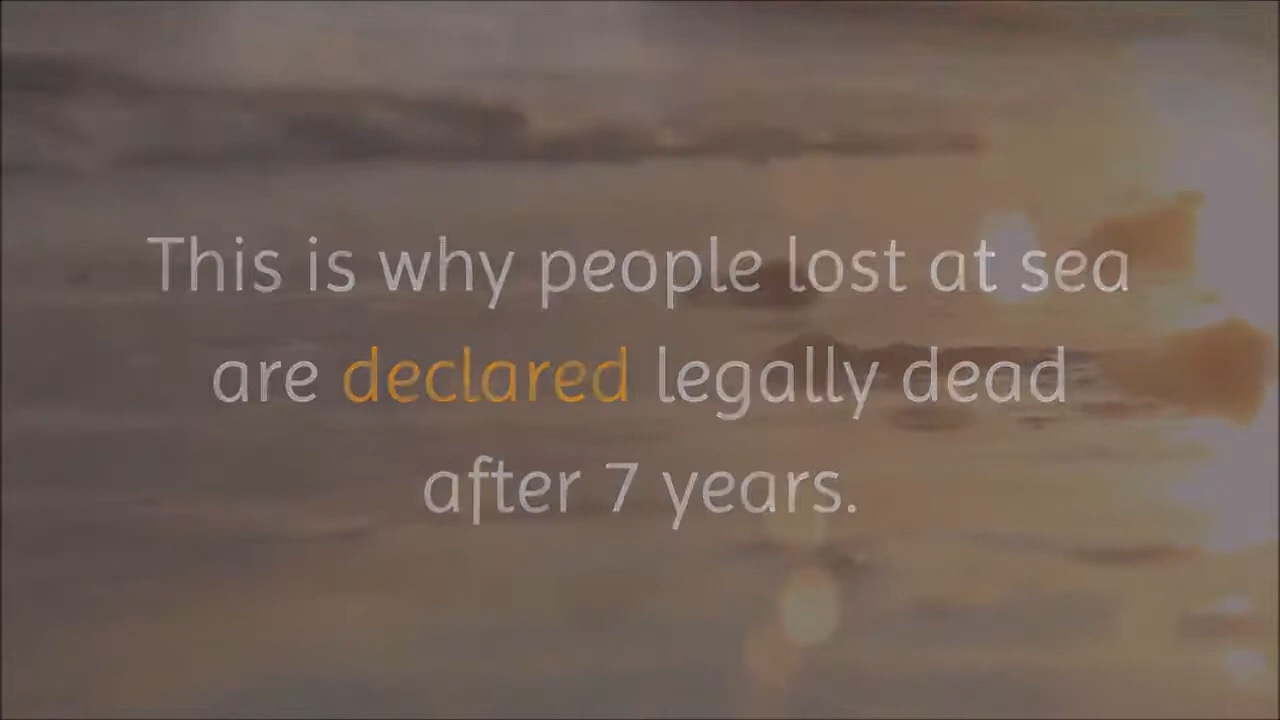 This is why people lost at sea
are declared legally dead
after 7 years.